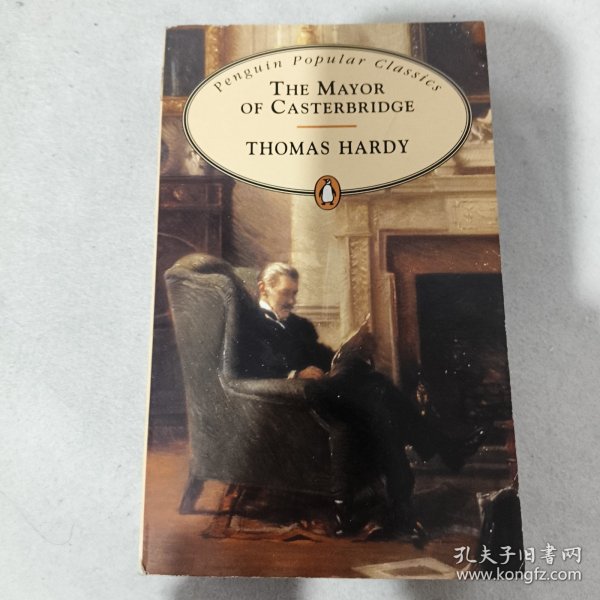 Penguin Popular Classics
THE MAYOR
OF CASTERBRIDGE
THOMAS HARDY
孔夫子旧书网
www.kongfz.com